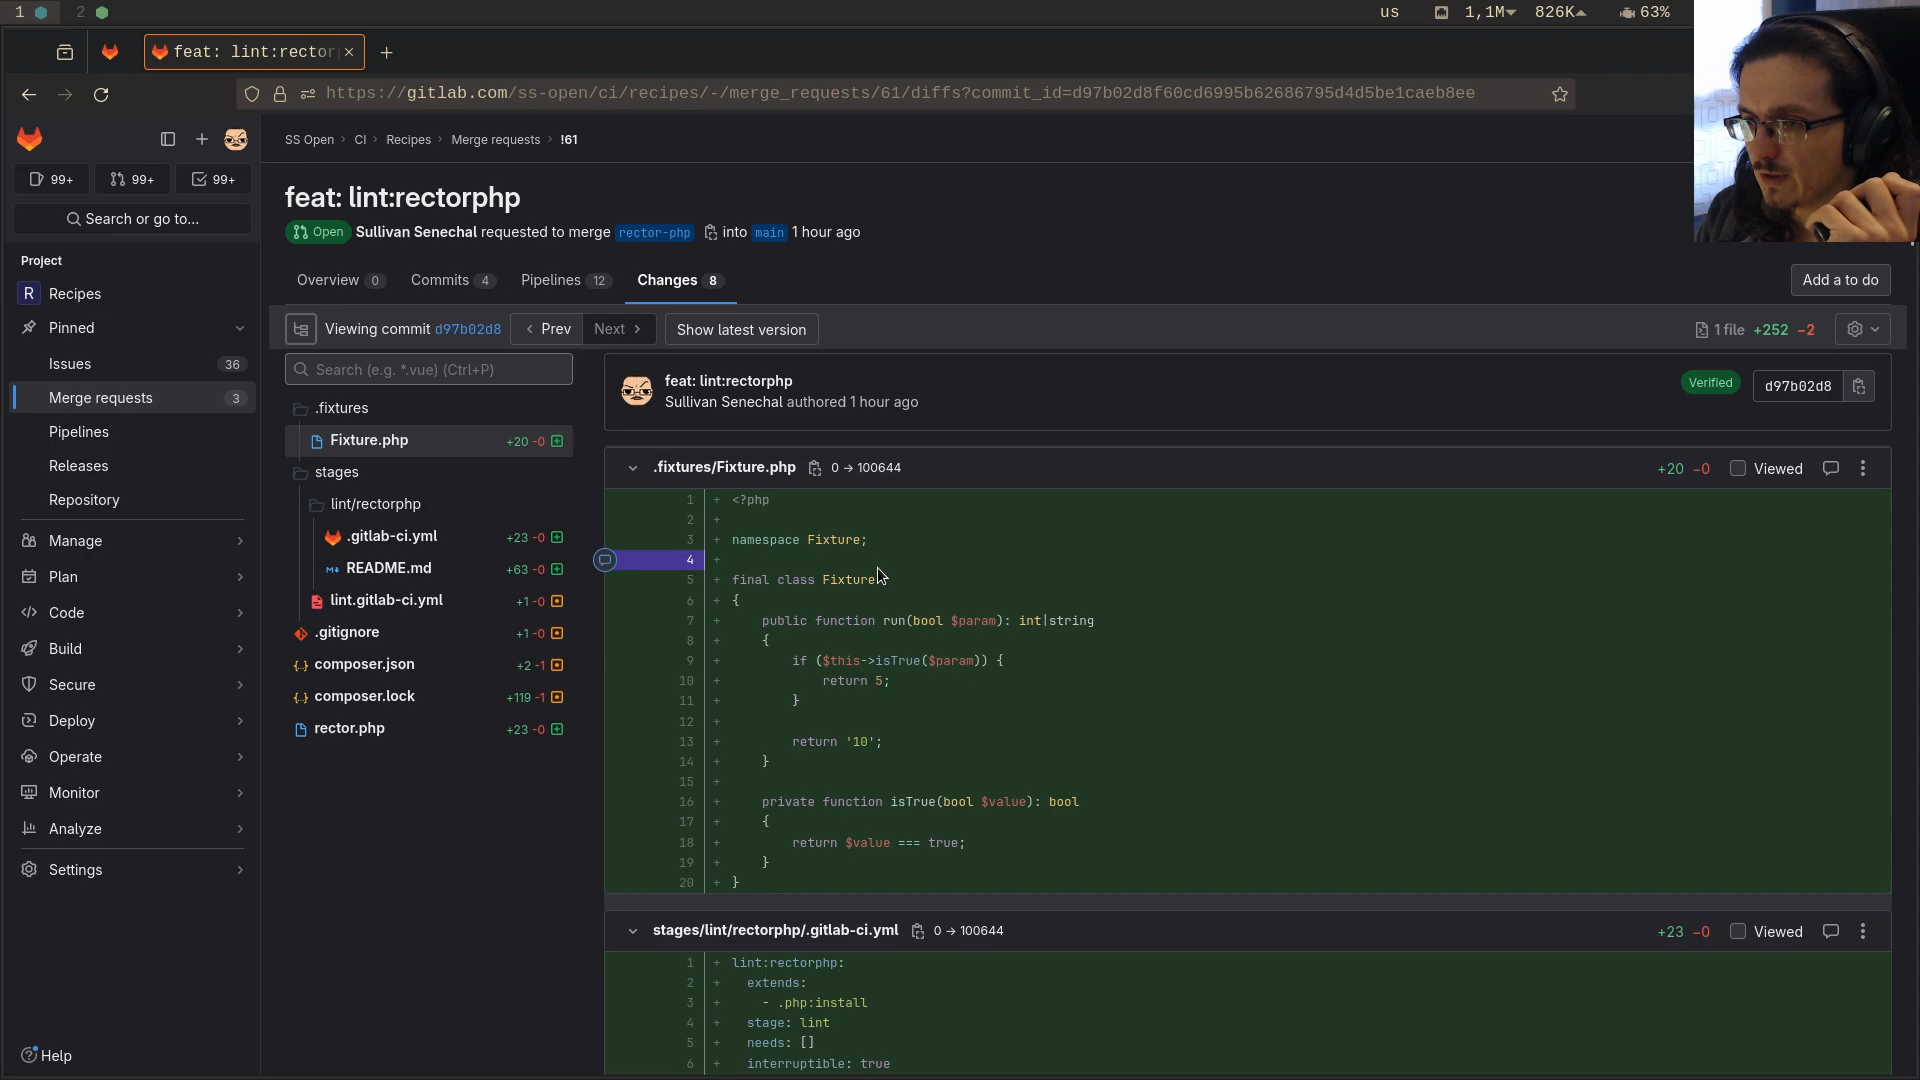 1 2 us 1,1M 826K 63%
feat: lint:rector
https://gitlab.com/ss-open/ci/recipes/-/merge_requests/61/diffs?commit_id=d97b02d8f60cd6995b62686795d4d5be1caeb8ee
99+ 99+ 99+
Search or go to...
Project
R Recipes
Pinned
Issues 36
Merge requests 3
Pipelines
Releases
Repository
Manage
Plan
Code
Build
Secure
Deploy
Operate
Monitor
Analyze
Settings
Help
SS Open CI Recipes Merge requests !61
feat: lint:rectorphp
Open Sullivan Senechal requested to merge rector-php into main 1 hour ago
Overview 0 Commits 4 Pipelines 12 Changes 8 Add a to do
Viewing commit d97b02d8 Prev Next Show latest version 1 file +252 −2
Search (e.g. *.vue) (Ctrl+P)
.fixtures
Fixture.php +20 -0
stages
lint/rectorphp
.gitlab-ci.yml +23 -0
README.md +63 -0
lint.gitlab-ci.yml +1 -0
.gitignore +1 -0
composer.json +2 -1
composer.lock +119 -1
rector.php +23 -0
feat: lint:rectorphp
Sullivan Senechal authored 1 hour ago
Verified d97b02d8
.fixtures/Fixture.php 0 → 100644 +20 −0 Viewed
1 + <?php
2 +
3 + namespace Fixture;
4 +
5 + final class Fixture
6 + {
7 + public function run(bool $param): int|string
8 + {
9 + if ($this->isTrue($param)) {
10 + return 5;
11 + }
12 +
13 + return '10';
14 + }
15 +
16 + private function isTrue(bool $value): bool
17 + {
18 + return $value === true;
19 + }
20 + }
stages/lint/rectorphp/.gitlab-ci.yml 0 → 100644 +23 −0 Viewed
1 + lint:rectorphp:
2 + extends:
3 + - .php:install
4 + stage: lint
5 + needs: []
6 + interruptible: true